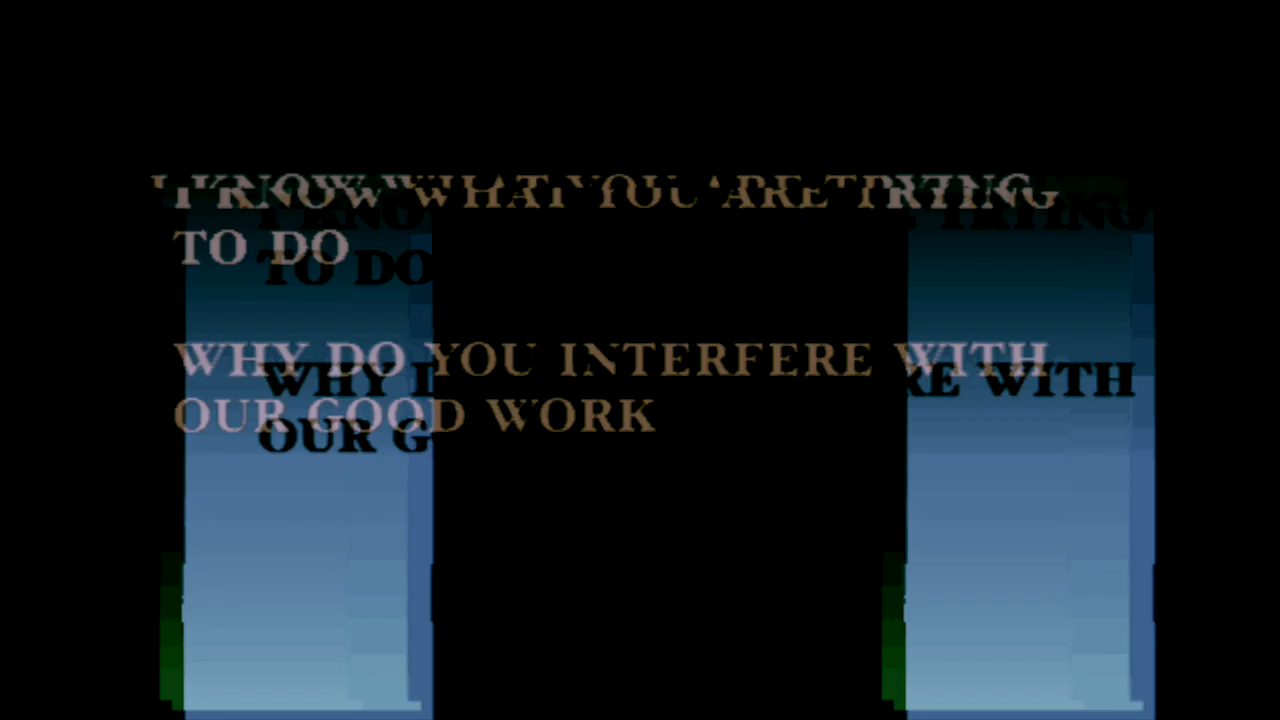 I KNOW WHAT YOU ARE TRYING
TO DO
WHY DO YOU INTERFERE WITH
OUR GOOD WORK